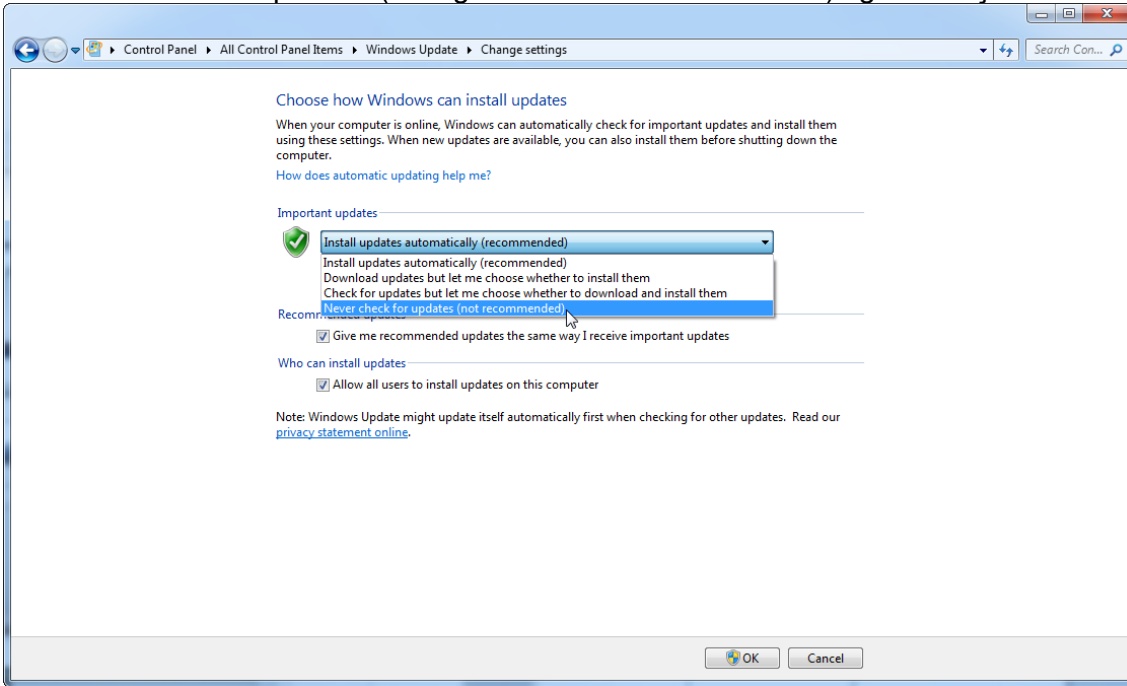 Control Panel ▸ All Control Panel Items ▸ Windows Update ▸ Change settings
Search Con...
Choose how Windows can install updates
When your computer is online, Windows can automatically check for important updates and install them
using these settings. When new updates are available, you can also install them before shutting down the
computer.
How does automatic updating help me?
Important updates
Install updates automatically (recommended)
Install updates automatically (recommended)
Download updates but let me choose whether to install them
Check for updates but let me choose whether to download and install them
Never check for updates (not recommended)
Recomm
Give me recommended updates the same way I receive important updates
Who can install updates
Allow all users to install updates on this computer
Note: Windows Update might update itself automatically first when checking for other updates. Read our
privacy statement online.
OK
Cancel